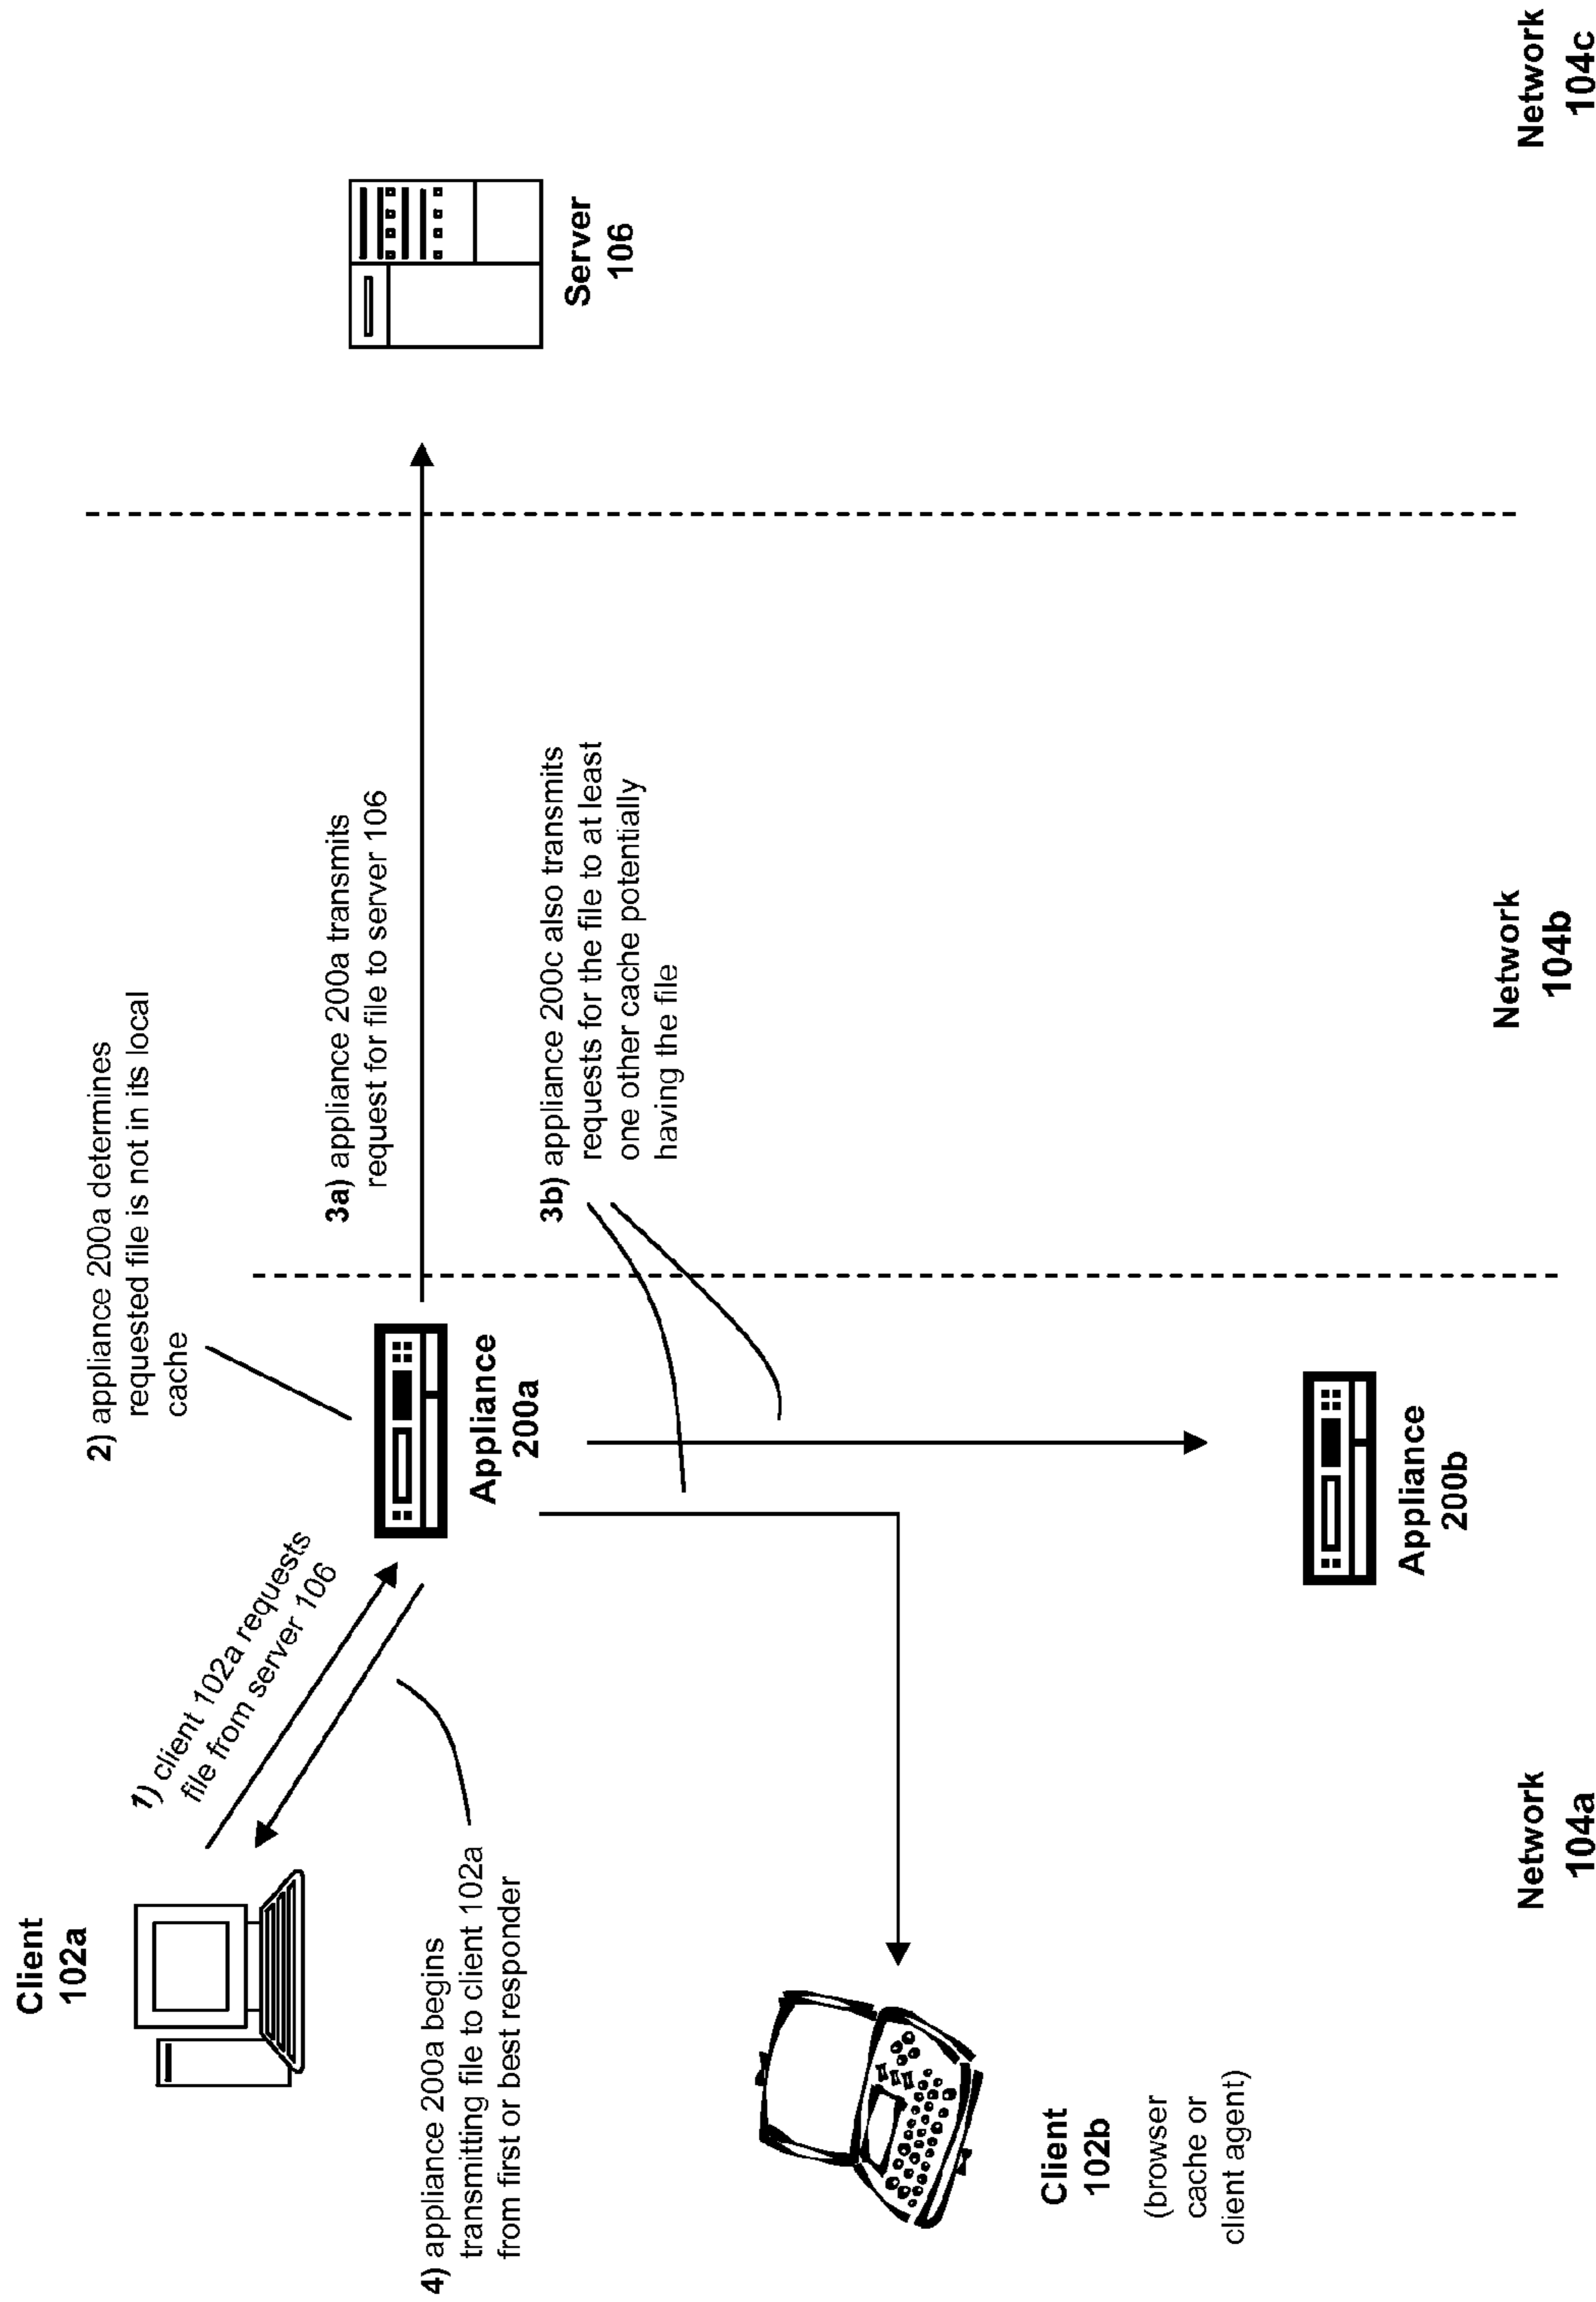 Client
102a
1) client 102a requests
file from server 106
2) appliance 200a determines
requested file is not in its local
cache
Appliance
200a
3a) appliance 200a transmits
request for file to server 106
Server
106
4) appliance 200a begins
transmitting file to client 102a
from first or best responder
3b) appliance 200c also transmits
requests for the file to at least
one other cache potentially
having the file
Client
102b
(browser
cache or
client agent)
Appliance
200b
Network
104a
Network
104b
Network
104c